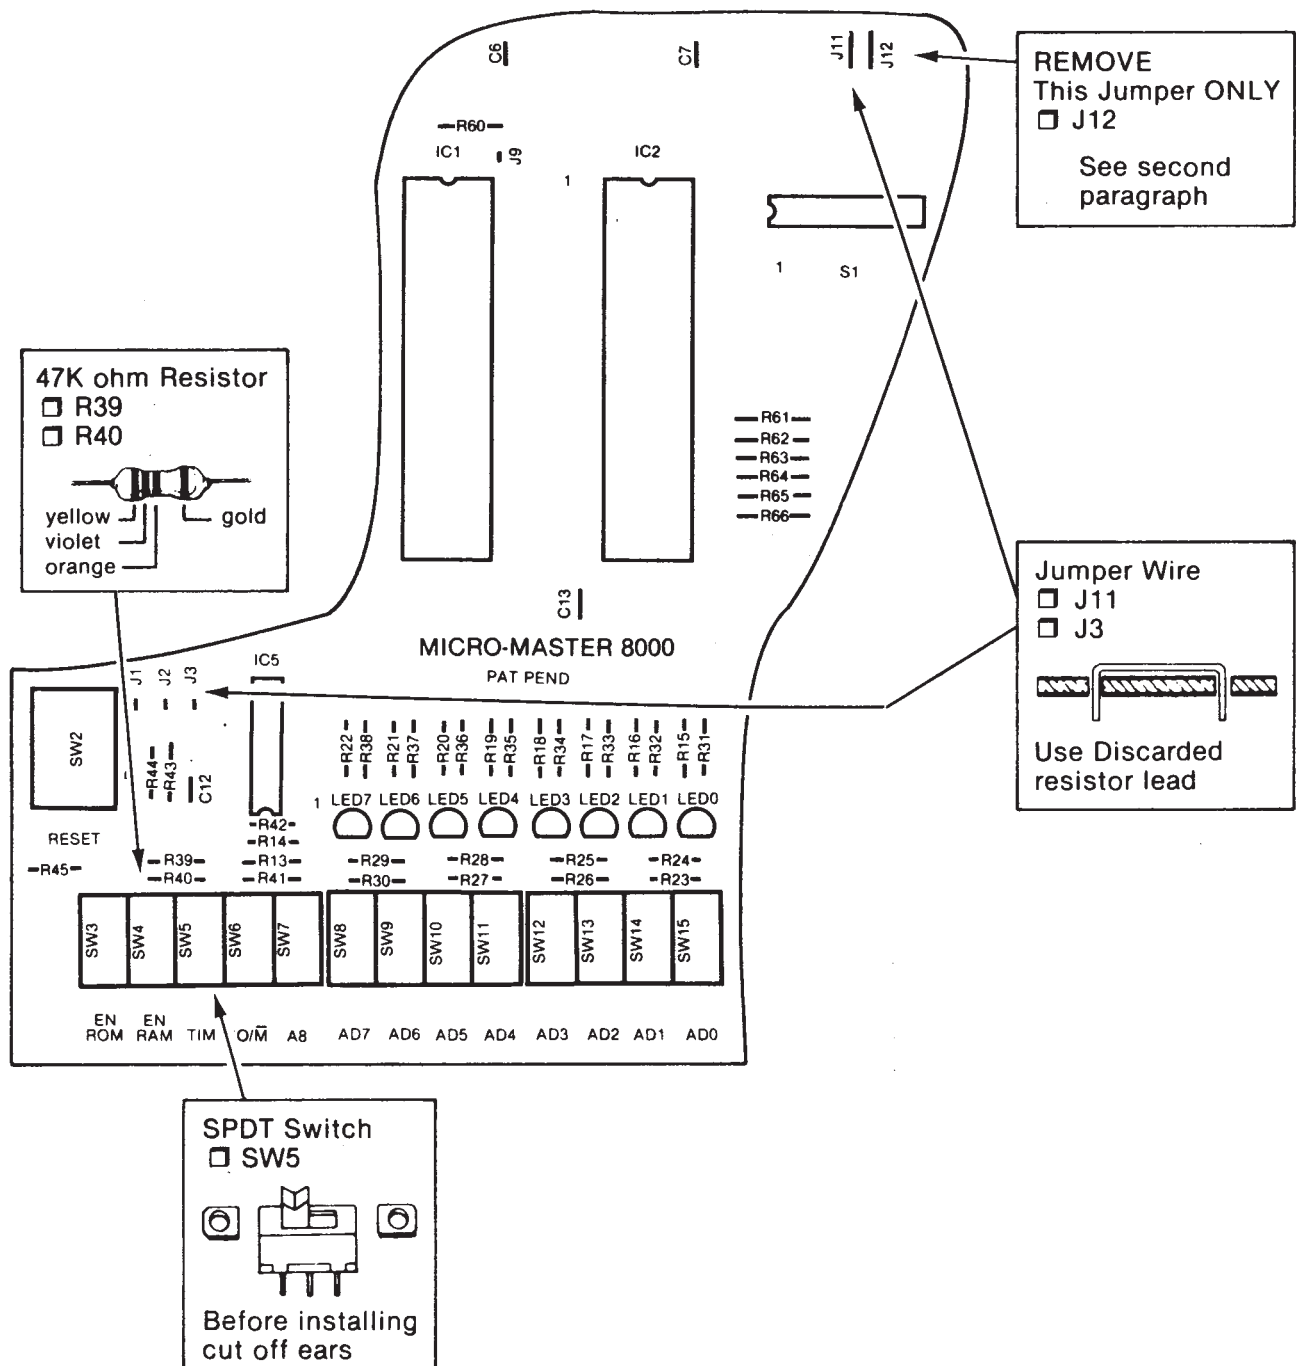 C6
C7
J11
J12
REMOVE
This Jumper ONLY
❒ J12
See second
paragraph
R60
IC1
J9
1
IC2
1
S1
47K ohm Resistor
❒ R39
❒ R40
yellow
violet
orange
gold
R61
R62
R63
R64
R65
R66
Jumper Wire
❒ J11
❒ J3
Use Discarded
resistor lead
C13
MICRO-MASTER 8000
PAT PEND
J1
J2
J3
IC5
SW2
R44
R43
C12
RESET
R45
R22
R38
R21
R37
R20
R36
R19
R35
R18
R34
R17
R33
R16
R32
R15
R31
1
LED7 LED6 LED5 LED4 LED3 LED2 LED1 LED0
R42
R14
R39 R13 R29 R28 R25 R24
R40 R41 R30 R27 R26 R23
SW3 SW4 SW5 SW6 SW7 SW8 SW9 SW10 SW11 SW12 SW13 SW14 SW15
EN
ROM
EN
RAM
TIM O/M̅ A8 AD7 AD6 AD5 AD4 AD3 AD2 AD1 AD0
SPDT Switch
❒ SW5
Before installing
cut off ears